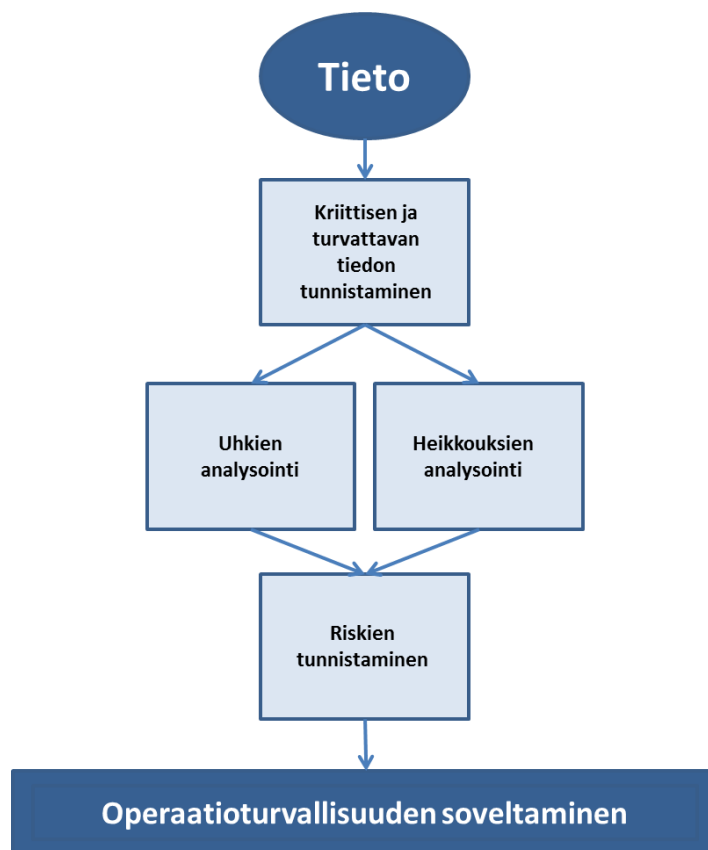 Tieto
Kriittisen ja
turvattavan
tiedon
tunnistaminen
Uhkien
analysointi
Heikkouksien
analysointi
Riskien
tunnistaminen
Operaatioturvallisuuden soveltaminen